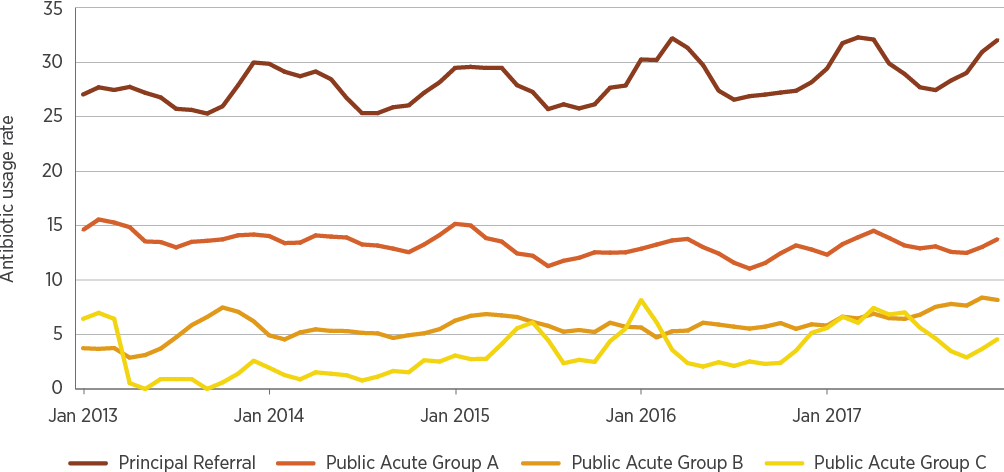 Antibiotic usage rate
35
30
25
20
15
10
5
0
Jan 2013 Jan 2014 Jan 2015 Jan 2016 Jan 2017
Principal Referral Public Acute Group A Public Acute Group B Public Acute Group C